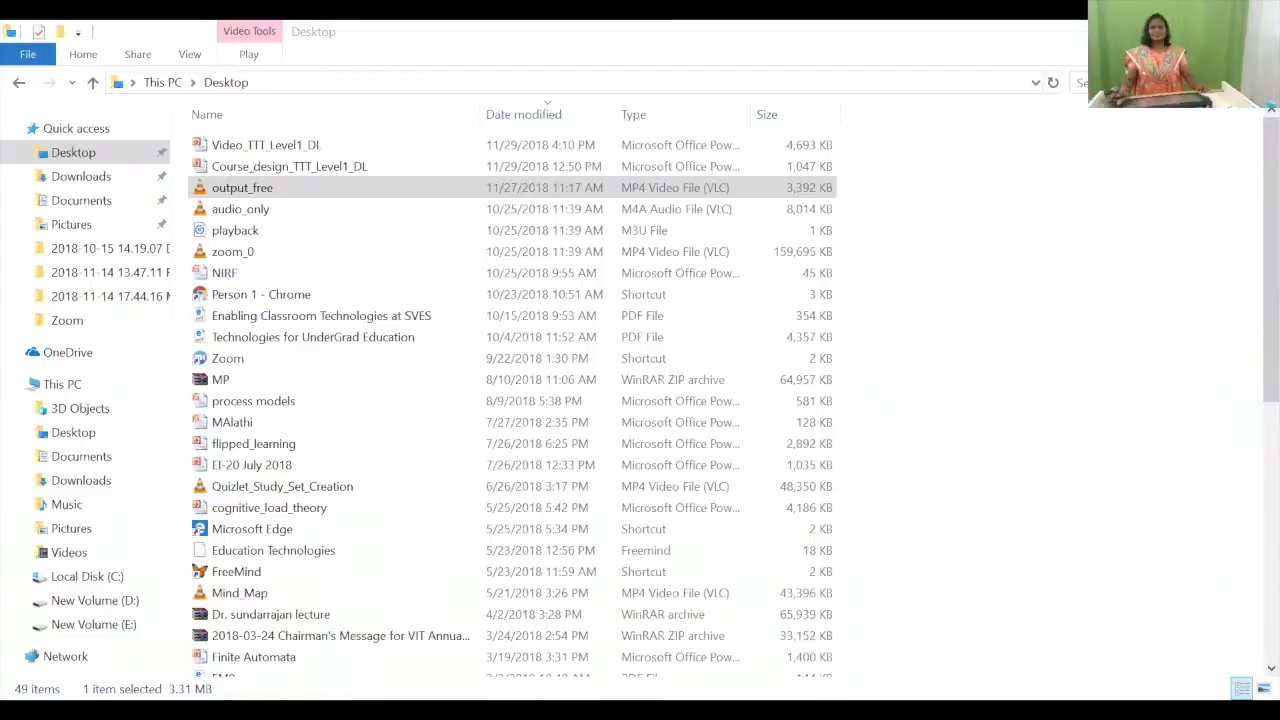 Video Tools Desktop
File Home Share View Play
This PC Desktop
Name Date modified Type Size
Quick access
Desktop
Downloads
Documents
Pictures
2018-10-15 14.19.07
2018-11-14 13.47.11
2018-11-14 17.44.16
Zoom
OneDrive
This PC
3D Objects
Desktop
Documents
Downloads
Music
Pictures
Videos
Local Disk (C:)
New Volume (D:)
New Volume (E:)
Network
Video_TTT_Level1_DL 11/29/2018 4:10 PM Microsoft Office Pow... 4,693 KB
Course_design_TTT_Level1_DL 11/29/2018 12:50 PM Microsoft Office Pow... 1,047 KB
output_free 11/27/2018 11:17 AM MP4 Video File (VLC) 3,392 KB
audio_only 10/25/2018 11:39 AM M4A Audio File (VLC) 8,014 KB
playback 10/25/2018 11:39 AM M3U File 1 KB
zoom_0 10/25/2018 11:39 AM MP4 Video File (VLC) 159,695 KB
NIRF 10/25/2018 9:55 AM Microsoft Office Pow... 45 KB
Person 1 - Chrome 10/23/2018 10:51 AM Shortcut 3 KB
Enabling Classroom Technologies at SVES 10/15/2018 9:53 AM PDF File 354 KB
Technologies for UnderGrad Education 10/4/2018 11:52 AM PDF File 4,357 KB
Zoom 9/22/2018 1:30 PM Shortcut 2 KB
MP 8/10/2018 11:06 AM WinRAR ZIP archive 64,957 KB
process models 8/9/2018 5:38 PM Microsoft Office Pow... 581 KB
MAlathi 7/27/2018 2:35 PM Microsoft Office Pow... 128 KB
flipped_learning 7/26/2018 6:25 PM Microsoft Office Pow... 2,892 KB
EI-20 July 2018 7/26/2018 12:33 PM Microsoft Office Pow... 1,035 KB
Quizlet_Study_Set_Creation 6/26/2018 3:17 PM MP4 Video File (VLC) 48,350 KB
cognitive_load_theory 5/25/2018 5:42 PM Microsoft Office Pow... 4,186 KB
Microsoft Edge 5/25/2018 5:34 PM Shortcut 2 KB
Education Technologies 5/23/2018 12:56 PM Freemind 18 KB
FreeMind 5/23/2018 11:59 AM Shortcut 2 KB
Mind_Map 5/21/2018 3:26 PM MP4 Video File (VLC) 43,396 KB
Dr. sundarrajan lecture 4/2/2018 3:28 PM WinRAR archive 65,939 KB
2018-03-24 Chairman's Message for VIT Annua... 3/24/2018 2:54 PM WinRAR ZIP archive 33,152 KB
Finite Automata 3/19/2018 3:31 PM Microsoft Office Pow... 1,400 KB
49 items 1 item selected 3.31 MB